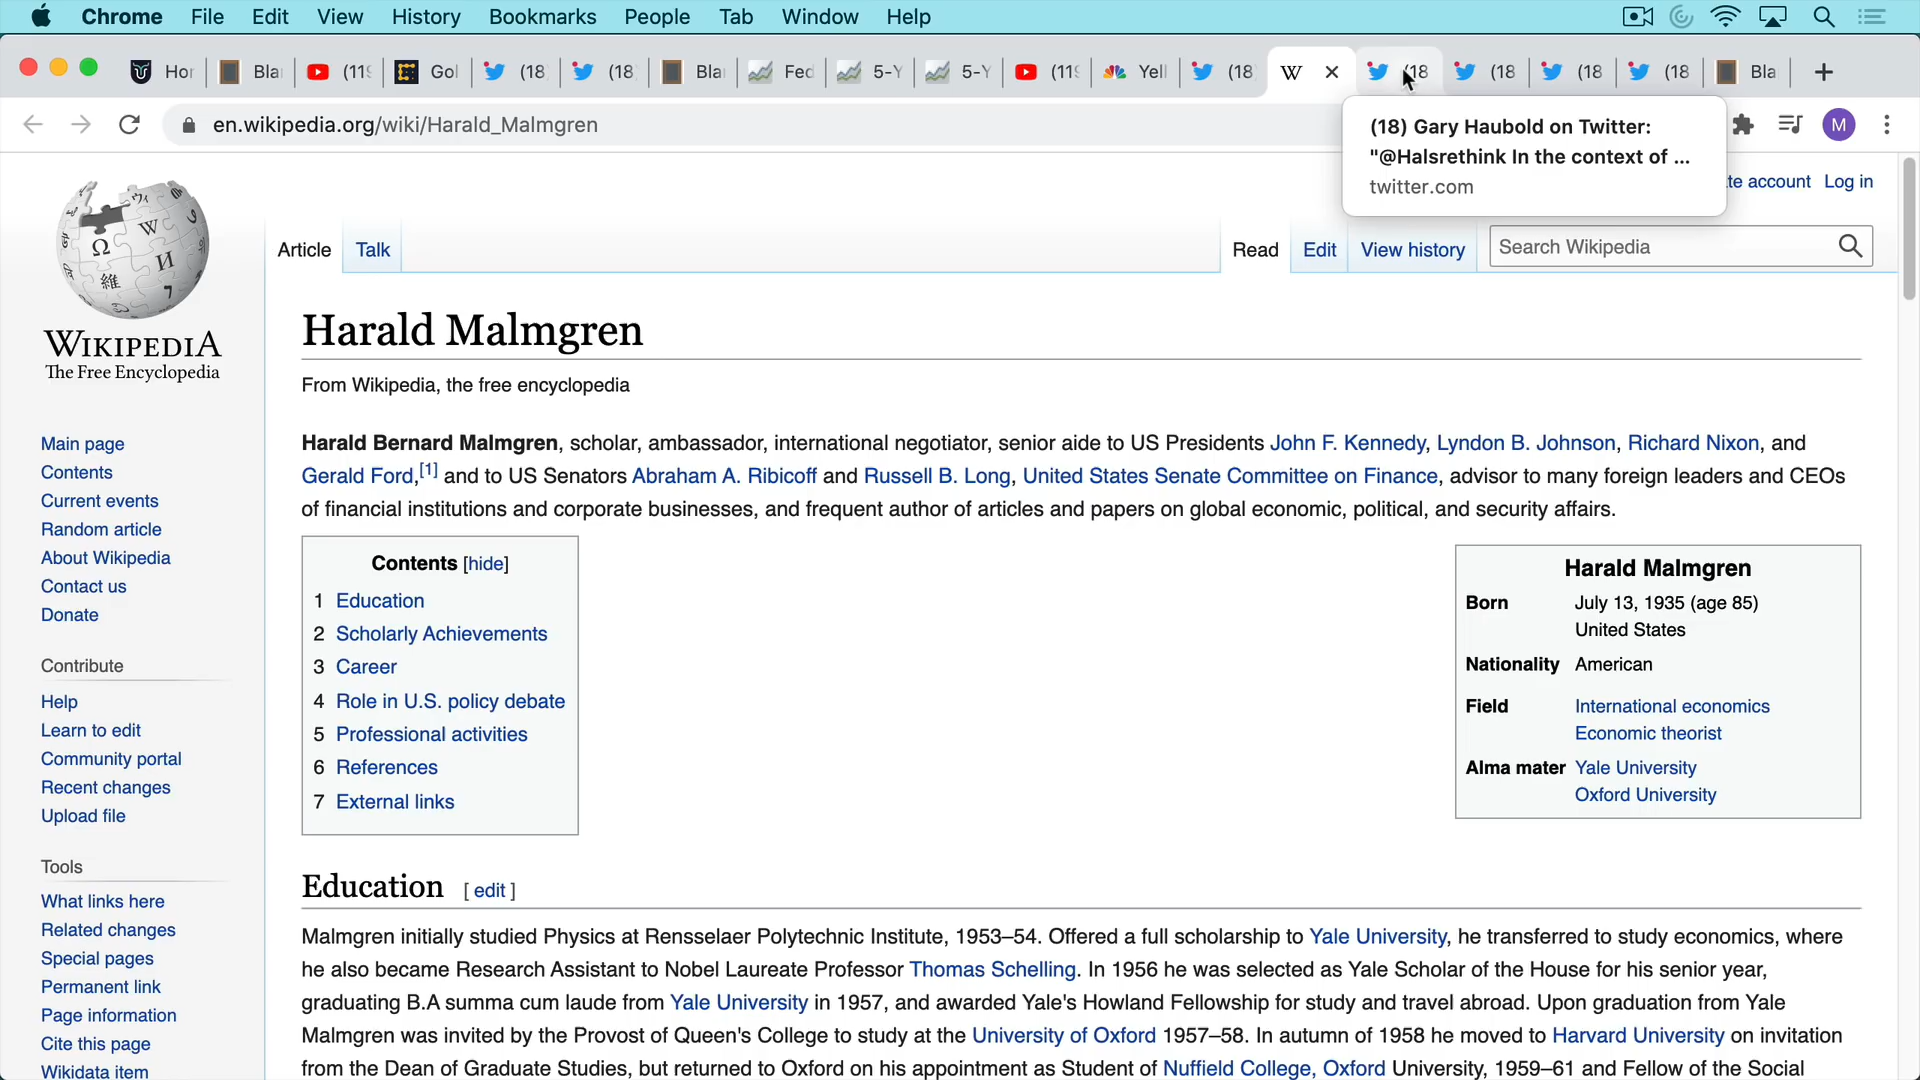 Chrome File Edit View History Bookmarks People Tab Window Help
Hor Bla (119 Gol (18 (18 Bla Fed 5-Y 5-Y (119 Yell (18 W (18 (18 (18 (18 Bla
en.wikipedia.org/wiki/Harald_Malmgren
M
(18) Gary Haubold on Twitter:
"@Halsrethink In the context of ...
twitter.com
te account Log in
Article Talk
Read Edit View history Search Wikipedia
WIKIPEDIA
The Free Encyclopedia
Main page
Contents
Current events
Random article
About Wikipedia
Contact us
Donate
Contribute
Help
Learn to edit
Community portal
Recent changes
Upload file
Tools
What links here
Related changes
Special pages
Permanent link
Page information
Cite this page
Wikidata item
Harald Malmgren
From Wikipedia, the free encyclopedia
Harald Bernard Malmgren, scholar, ambassador, international negotiator, senior aide to US Presidents John F. Kennedy, Lyndon B. Johnson, Richard Nixon, and
Gerald Ford,[1] and to US Senators Abraham A. Ribicoff and Russell B. Long, United States Senate Committee on Finance, advisor to many foreign leaders and CEOs
of financial institutions and corporate businesses, and frequent author of articles and papers on global economic, political, and security affairs.
Contents [hide]
1 Education
2 Scholarly Achievements
3 Career
4 Role in U.S. policy debate
5 Professional activities
6 References
7 External links
Harald Malmgren
Born July 13, 1935 (age 85)
United States
Nationality American
Field International economics
Economic theorist
Alma mater Yale University
Oxford University
Education [ edit ]
Malmgren initially studied Physics at Rensselaer Polytechnic Institute, 1953–54. Offered a full scholarship to Yale University, he transferred to study economics, where
he also became Research Assistant to Nobel Laureate Professor Thomas Schelling. In 1956 he was selected as Yale Scholar of the House for his senior year,
graduating B.A summa cum laude from Yale University in 1957, and awarded Yale's Howland Fellowship for study and travel abroad. Upon graduation from Yale
Malmgren was invited by the Provost of Queen's College to study at the University of Oxford 1957–58. In autumn of 1958 he moved to Harvard University on invitation
from the Dean of Graduate Studies, but returned to Oxford on his appointment as Student of Nuffield College, Oxford University, 1959–61 and Fellow of the Social